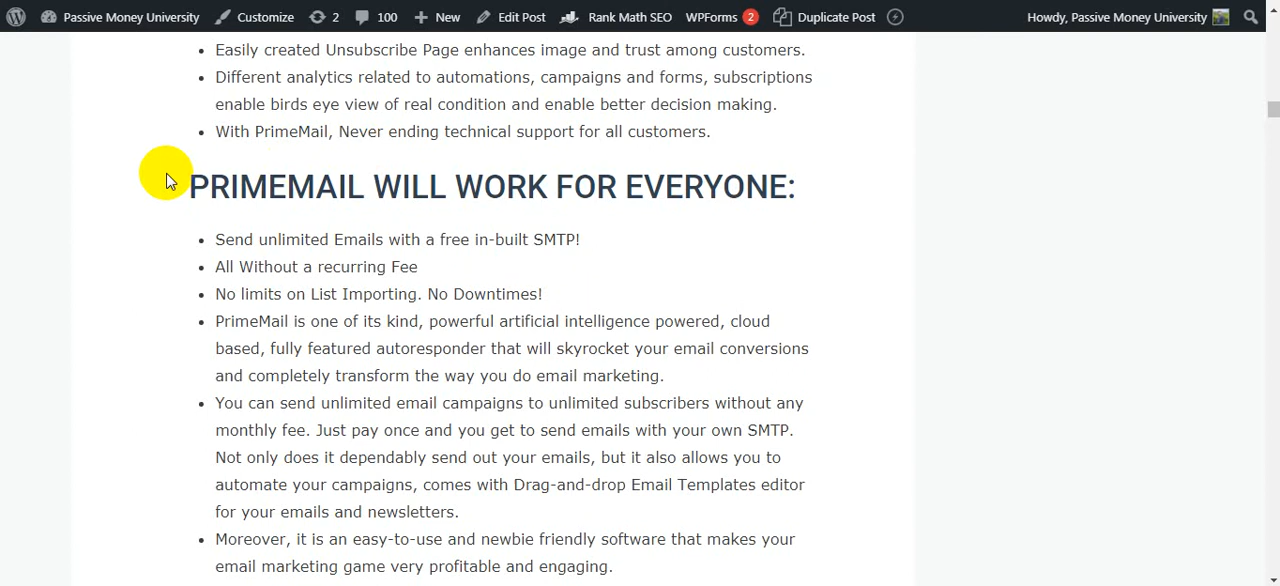 Passive Money University Customize 2 100 New Edit Post Rank Math SEO WPForms 2 Duplicate Post Howdy, Passive Money University
Easily created Unsubscribe Page enhances image and trust among customers.
Different analytics related to automations, campaigns and forms, subscriptions
enable birds eye view of real condition and enable better decision making.
With PrimeMail, Never ending technical support for all customers.
PRIMEMAIL WILL WORK FOR EVERYONE:
Send unlimited Emails with a free in-built SMTP!
All Without a recurring Fee
No limits on List Importing. No Downtimes!
PrimeMail is one of its kind, powerful artificial intelligence powered, cloud
based, fully featured autoresponder that will skyrocket your email conversions
and completely transform the way you do email marketing.
You can send unlimited email campaigns to unlimited subscribers without any
monthly fee. Just pay once and you get to send emails with your own SMTP.
Not only does it dependably send out your emails, but it also allows you to
automate your campaigns, comes with Drag-and-drop Email Templates editor
for your emails and newsletters.
Moreover, it is an easy-to-use and newbie friendly software that makes your
email marketing game very profitable and engaging.